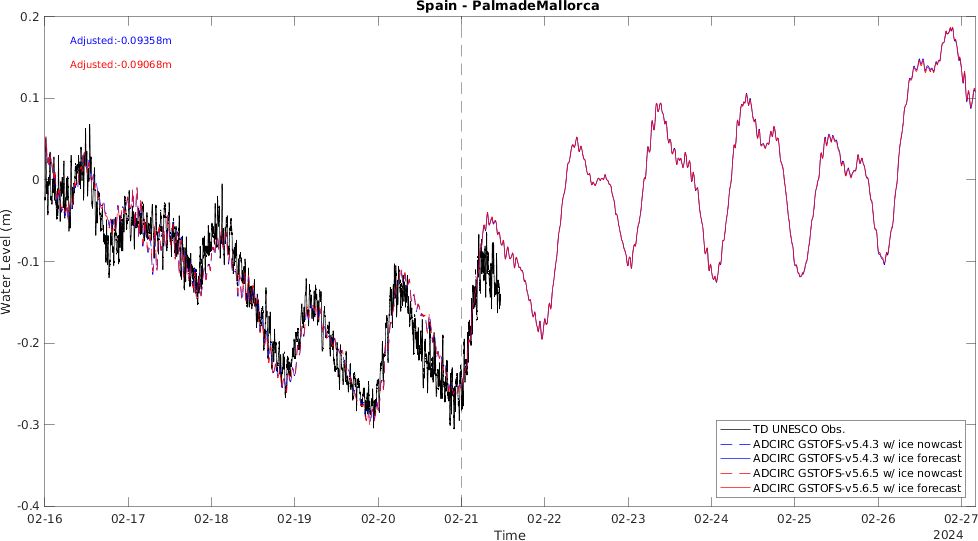 Spain - PalmadeMallorca
0.2
Adjusted:-0.09358m
Adjusted:-0.09068m
0.1
0
-0.1
-0.2
-0.3
-0.4
Water Level (m)
TD UNESCO Obs.
ADCIRC GSTOFS-v5.4.3 w/ ice nowcast
ADCIRC GSTOFS-v5.4.3 w/ ice forecast
ADCIRC GSTOFS-v5.6.5 w/ ice nowcast
ADCIRC GSTOFS-v5.6.5 w/ ice forecast
02-16 02-17 02-18 02-19 02-20 02-21 02-22 02-23 02-24 02-25 02-26 02-27
Time
2024